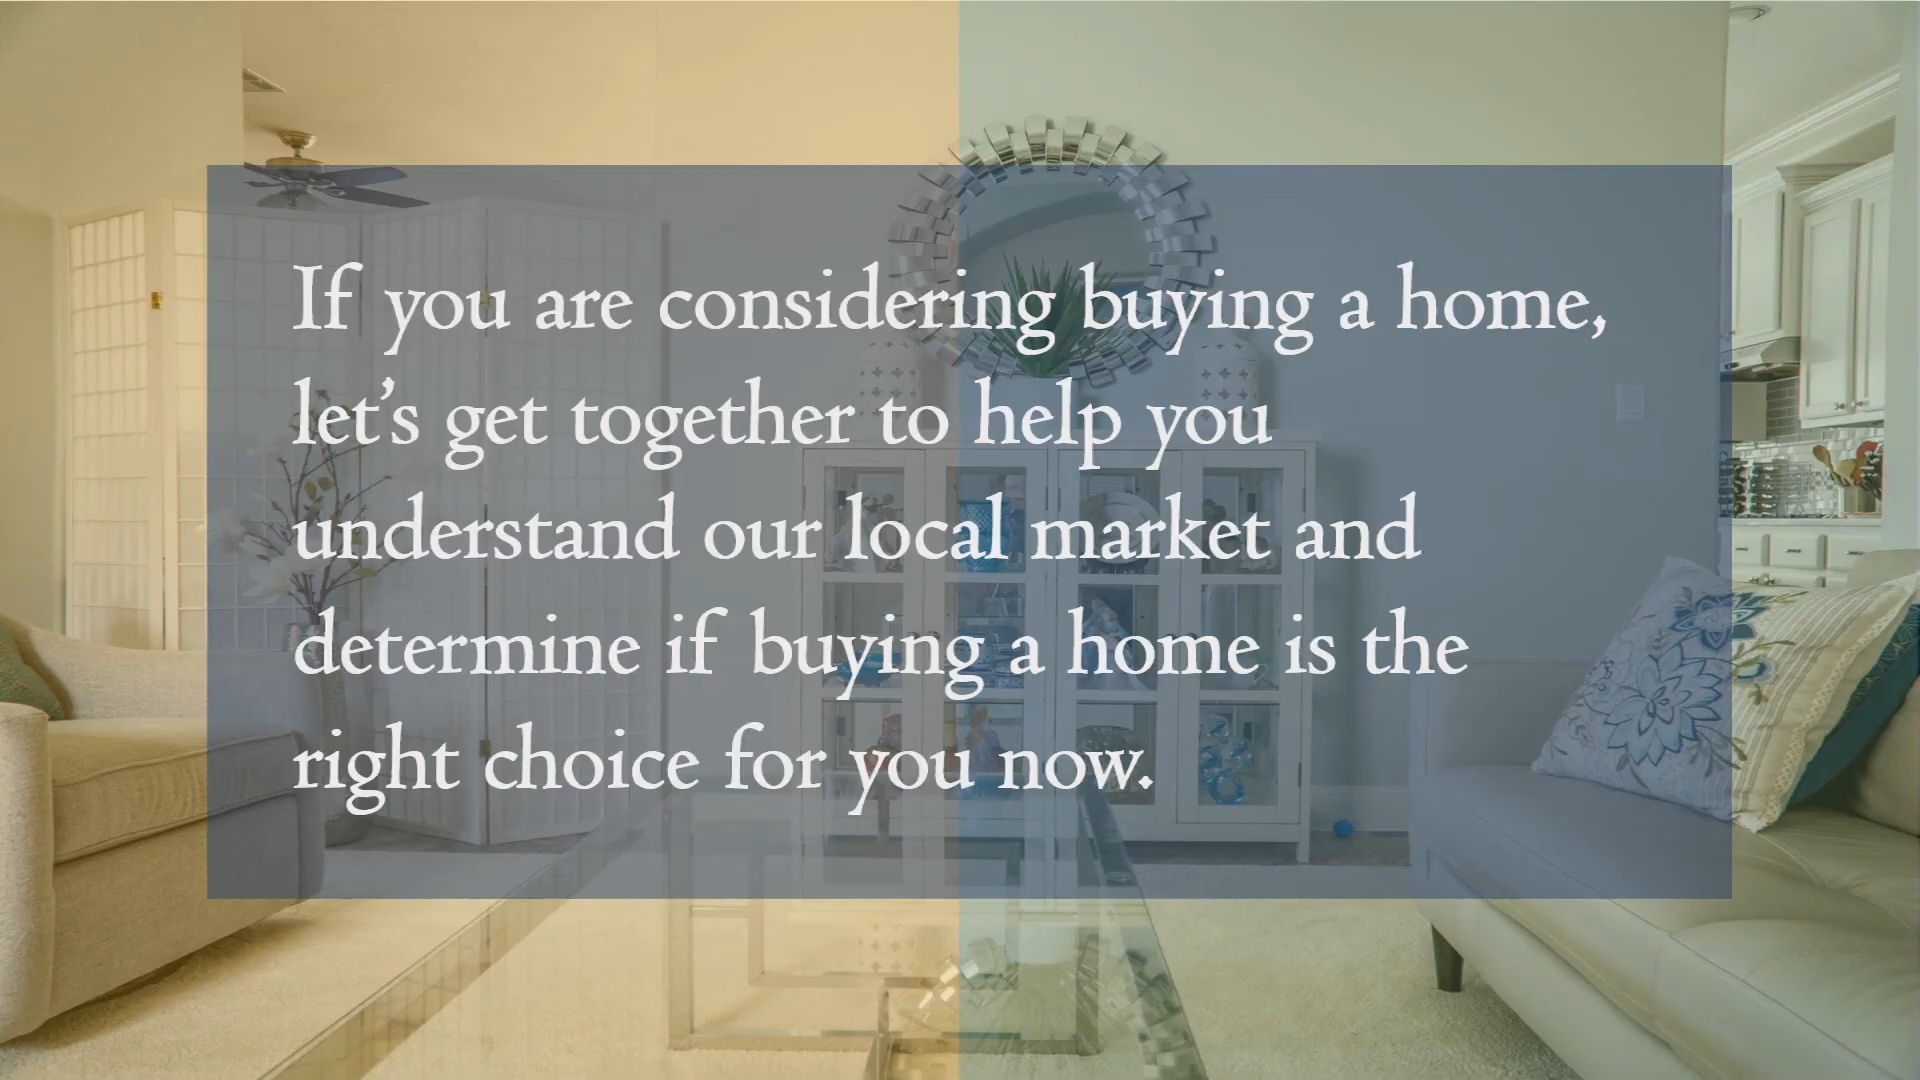 If you are considering buying a home,
let's get together to help you
understand our local market and
determine if buying a home is the
right choice for you now.